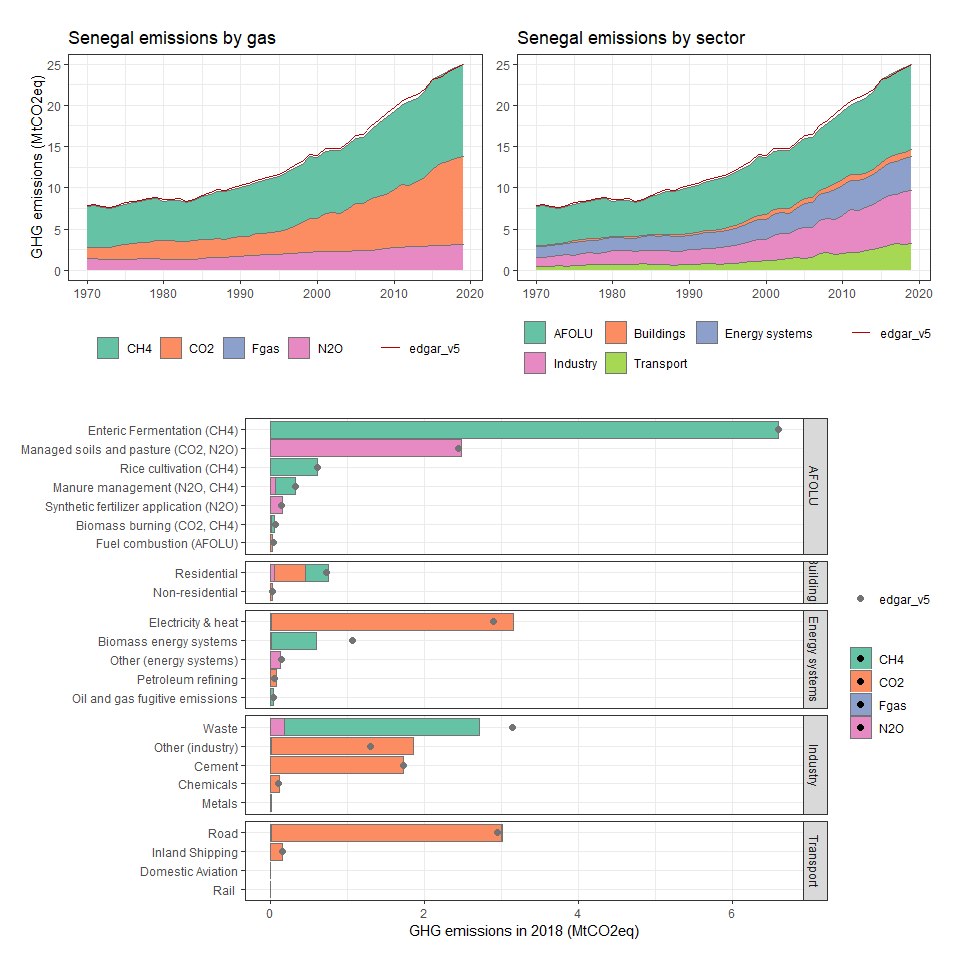 Senegal emissions by gas
GHG emissions (MtCO2eq)
25
20
15
10
5
0
1970 1980 1990 2000 2010 2020
CH4 CO2 Fgas N2O edgar_v5
Senegal emissions by sector
25
20
15
10
5
0
1970 1980 1990 2000 2010 2020
AFOLU Buildings Energy systems edgar_v5
Industry Transport
Enteric Fermentation (CH4)
Managed soils and pasture (CO2, N2O)
Rice cultivation (CH4)
Manure management (N2O, CH4)
Synthetic fertilizer application (N2O)
Biomass burning (CO2, CH4)
Fuel combustion (AFOLU)
AFOLU
Residential
Non-residential
Electricity & heat
Biomass energy systems
Other (energy systems)
Petroleum refining
Oil and gas fugitive emissions
Energy systems
Waste
Other (industry)
Cement
Chemicals
Metals
Industry
Road
Inland Shipping
Domestic Aviation
Rail
Transport
0 2 4 6
GHG emissions in 2018 (MtCO2eq)
edgar_v5
CH4
CO2
Fgas
N2O